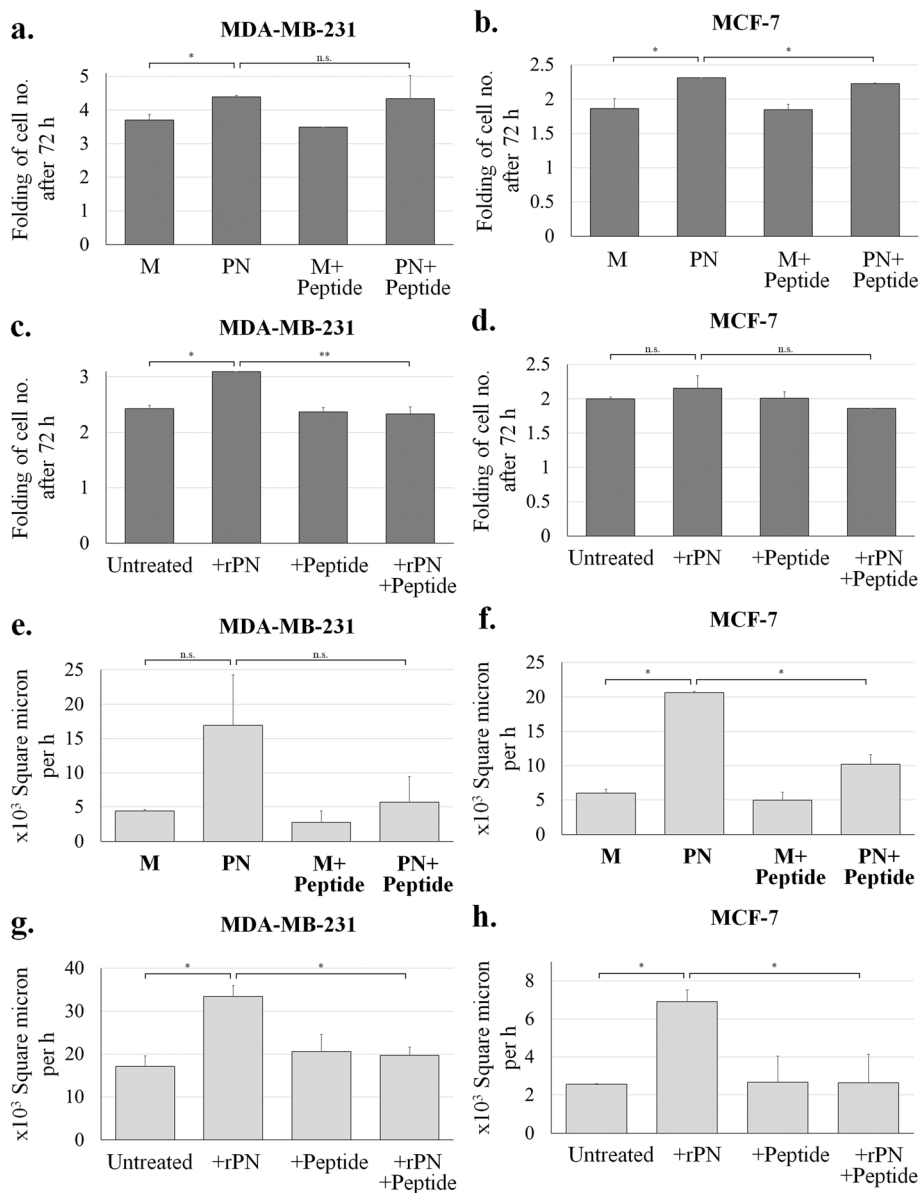 a.
MDA-MB-231
*
n.s.
Folding of cell no.
after 72 h
5
4
3
2
1
0
M
PN
M+
Peptide
PN+
Peptide
b.
MCF-7
*
*
Folding of cell no.
after 72 h
2.5
2
1.5
1
0.5
0
M
PN
M+
Peptide
PN+
Peptide
c.
MDA-MB-231
*
**
Folding of cell no.
after 72 h
3
2
1
0
Untreated
+rPN
+Peptide
+rPN
+Peptide
d.
MCF-7
n.s.
n.s.
Folding of cell no.
after 72 h
2.5
2
1.5
1
0.5
0
Untreated
+rPN
+Peptide
+rPN
+Peptide
e.
MDA-MB-231
n.s.
n.s.
x10³ Square micron
per h
25
20
15
10
5
0
M
PN
M+
Peptide
PN+
Peptide
f.
MCF-7
*
*
x10³ Square micron
per h
25
20
15
10
5
0
M
PN
M+
Peptide
PN+
Peptide
g.
MDA-MB-231
*
*
x10³ Square micron
per h
40
30
20
10
0
Untreated
+rPN
+Peptide
+rPN
+Peptide
h.
MCF-7
*
*
x10³ Square micron
per h
8
6
4
2
0
Untreated
+rPN
+Peptide
+rPN
+Peptide